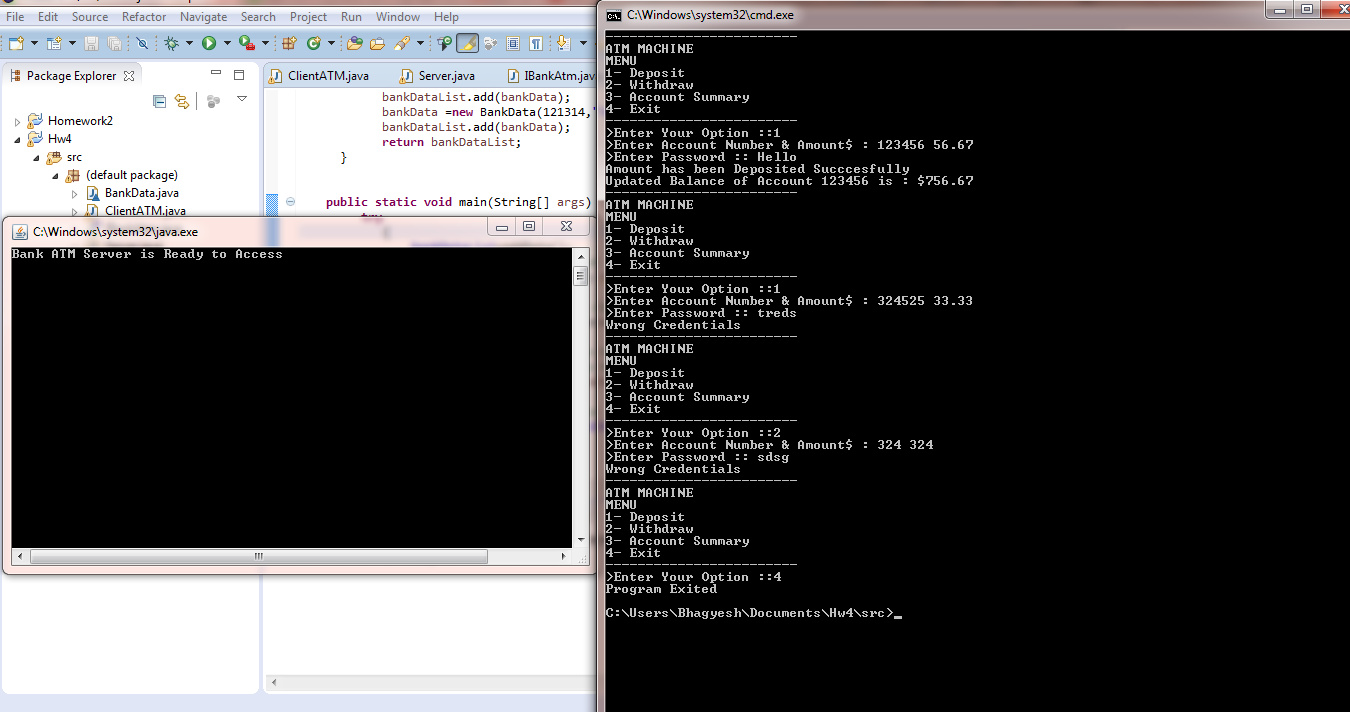 File Edit Source Refactor Navigate Search Project Run Window Help
Package Explorer
Homework2
Hw4
src
(default package)
BankData.java
ClientATM.java
ClientATM.java Server.java IBankAtm.jav
bankDataList.add(bankData);
bankData =new BankData(121314,
bankDataList.add(bankData);
return bankDataList;
}
public static void main(String[] args)
C:\Windows\system32\java.exe
Bank ATM Server is Ready to Access
C:\Windows\system32\cmd.exe
------------------------
ATM MACHINE
MENU
1- Deposit
2- Withdraw
3- Account Summary
4- Exit
------------------------
>Enter Your Option ::1
>Enter Account Number & Amount$ : 123456 56.67
>Enter Password :: Hello
Amount has been Deposited Succcesfully
Updated Balance of Account 123456 is : $756.67
------------------------
ATM MACHINE
MENU
1- Deposit
2- Withdraw
3- Account Summary
4- Exit
------------------------
>Enter Your Option ::1
>Enter Account Number & Amount$ : 324525 33.33
>Enter Password :: treds
Wrong Credentials
------------------------
ATM MACHINE
MENU
1- Deposit
2- Withdraw
3- Account Summary
4- Exit
------------------------
>Enter Your Option ::2
>Enter Account Number & Amount$ : 324 324
>Enter Password :: sdsg
Wrong Credentials
------------------------
ATM MACHINE
MENU
1- Deposit
2- Withdraw
3- Account Summary
4- Exit
------------------------
>Enter Your Option ::4
Program Exited
C:\Users\Bhagyesh\Documents\Hw4\src>_